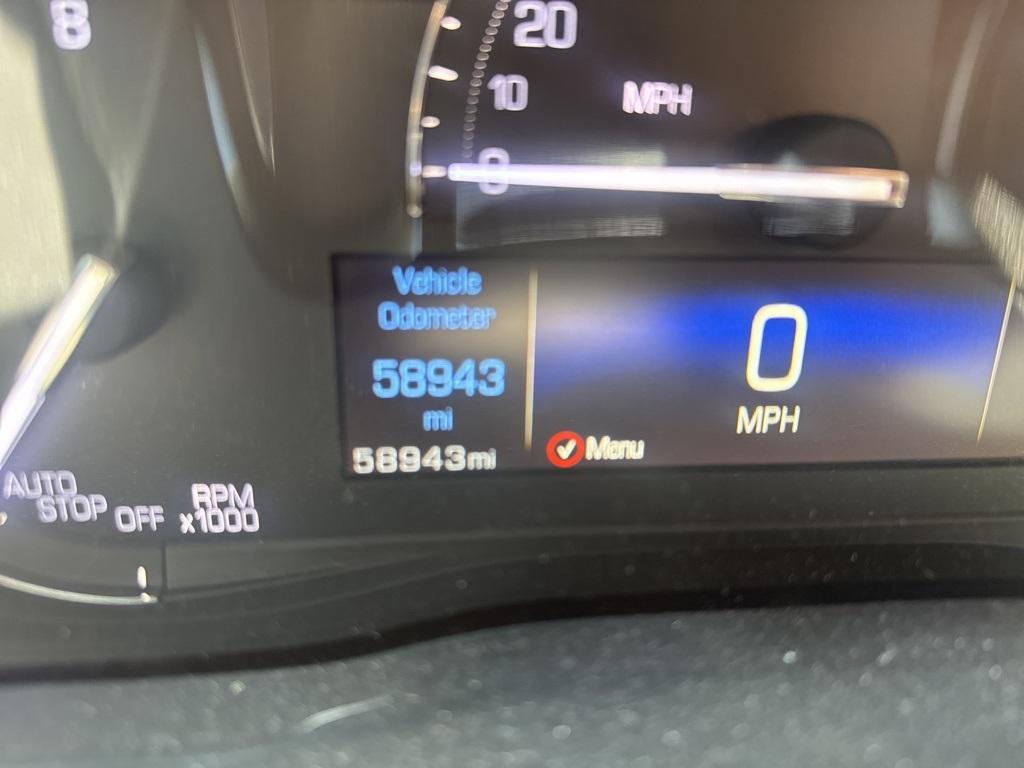 8
20
10
MPH
0
Vehicle
Odometer
58943
mi
58943mi
0
MPH
Menu
AUTO
STOP
OFF
RPM
x1000